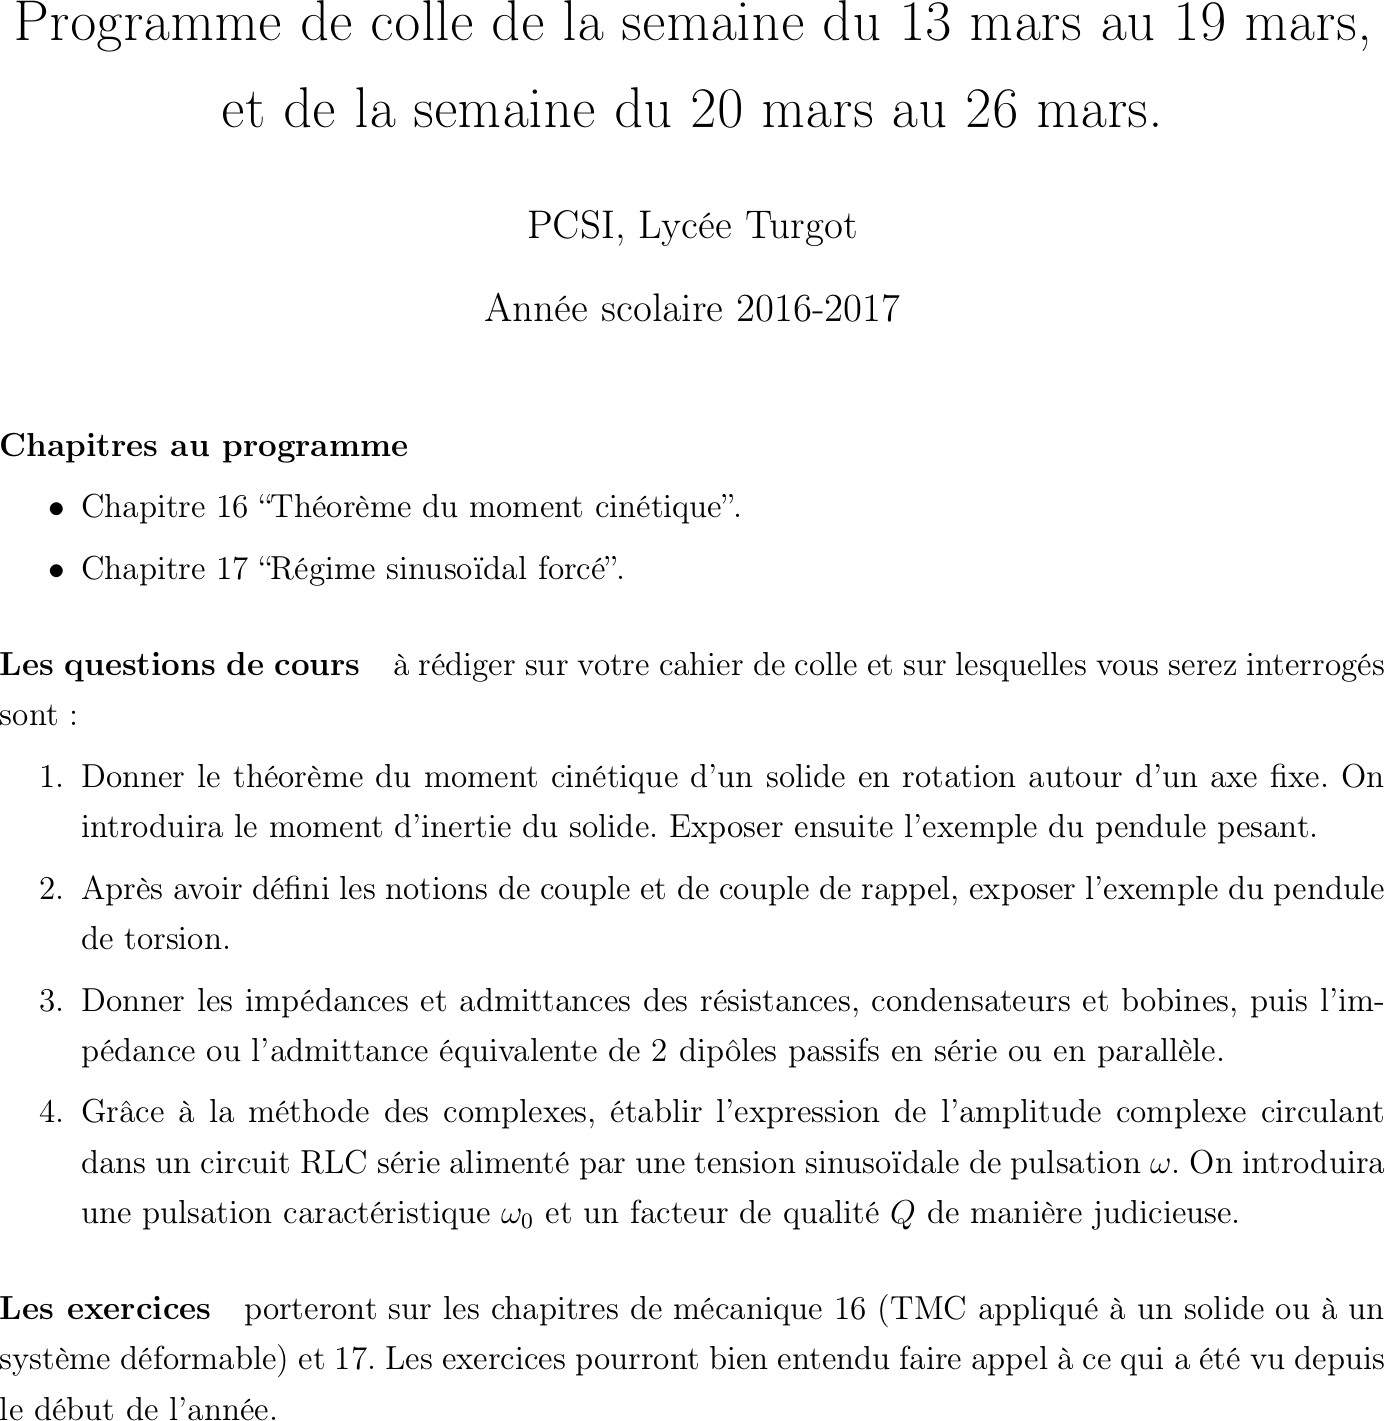 Programme de colle de la semaine du 13 mars au 19 mars,
et de la semaine du 20 mars au 26 mars.
PCSI, Lycée Turgot
Année scolaire 2016-2017
Chapitres au programme
• Chapitre 16 “Théorème du moment cinétique”.
• Chapitre 17 “Régime sinusoïdal forcé”.
Les questions de cours à rédiger sur votre cahier de colle et sur lesquelles vous serez interrogés
sont :
1. Donner le théorème du moment cinétique d’un solide en rotation autour d’un axe fixe. On
introduira le moment d’inertie du solide. Exposer ensuite l’exemple du pendule pesant.
2. Après avoir défini les notions de couple et de couple de rappel, exposer l’exemple du pendule
de torsion.
3. Donner les impédances et admittances des résistances, condensateurs et bobines, puis l’im-
pédance ou l’admittance équivalente de 2 dipôles passifs en série ou en parallèle.
4. Grâce à la méthode des complexes, établir l’expression de l’amplitude complexe circulant
dans un circuit RLC série alimenté par une tension sinusoïdale de pulsation ω. On introduira
une pulsation caractéristique ω₀ et un facteur de qualité Q de manière judicieuse.
Les exercices porteront sur les chapitres de mécanique 16 (TMC appliqué à un solide ou à un
système déformable) et 17. Les exercices pourront bien entendu faire appel à ce qui a été vu depuis
le début de l’année.